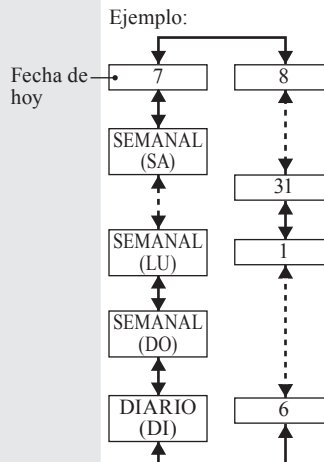 Ejemplo:
Fecha de
hoy
7
8
SEMANAL
(SA)
31
SEMANAL
(LU)
1
SEMANAL
(DO)
DIARIO
(DI)
6